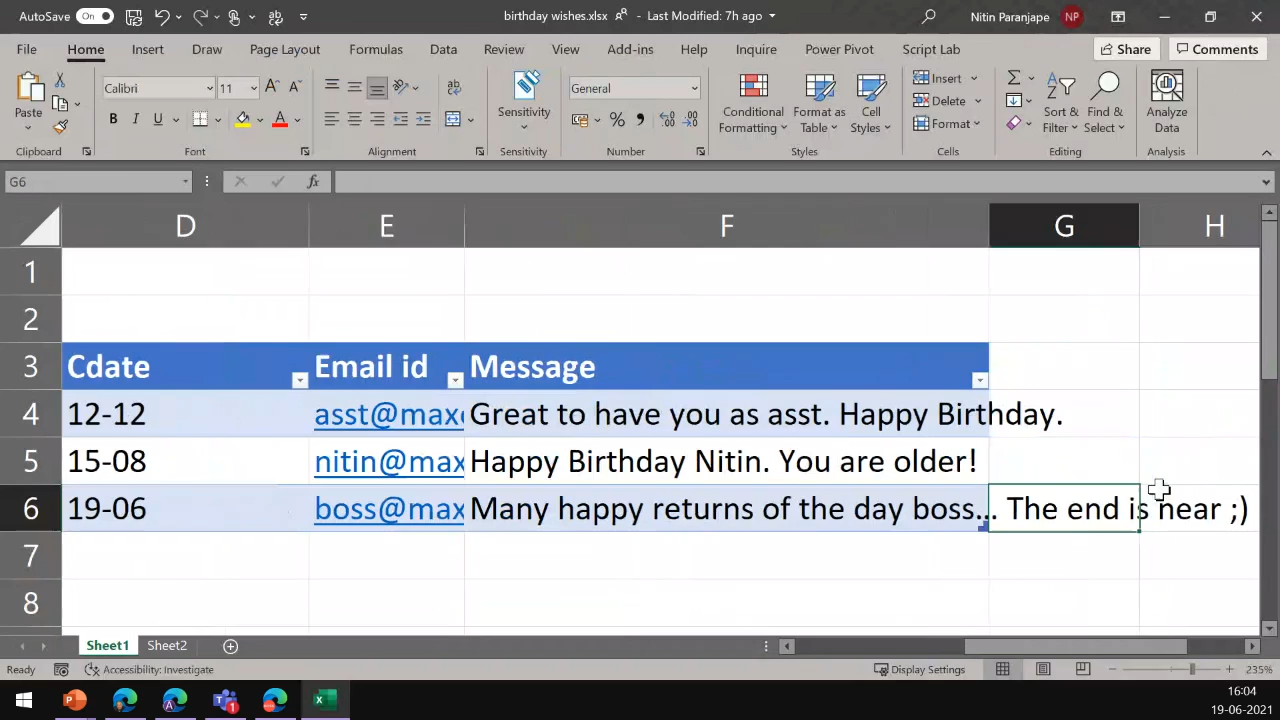 AutoSave On birthday wishes.xlsx - Last Modified: 7h ago Nitin Paranjape NP
File Home Insert Draw Page Layout Formulas Data Review View Add-ins Help Inquire Power Pivot Script Lab Share Comments
Paste
Calibri 11
B I U
General
Sensitivity
Conditional Formatting
Format as Table
Cell Styles
Insert
Delete
Format
Sort & Filter
Find & Select
Analyze Data
Clipboard Font Alignment Sensitivity Number Styles Cells Editing Analysis
G6 fx
D E F G H
1
2
3 Cdate Email id Message
4 12-12 asst@max Great to have you as asst. Happy Birthday.
5 15-08 nitin@max Happy Birthday Nitin. You are older!
6 19-06 boss@max Many happy returns of the day boss... The end is near ;)
7
8
Sheet1 Sheet2
Ready Accessibility: Investigate Display Settings 235%
16:04
19-06-2021